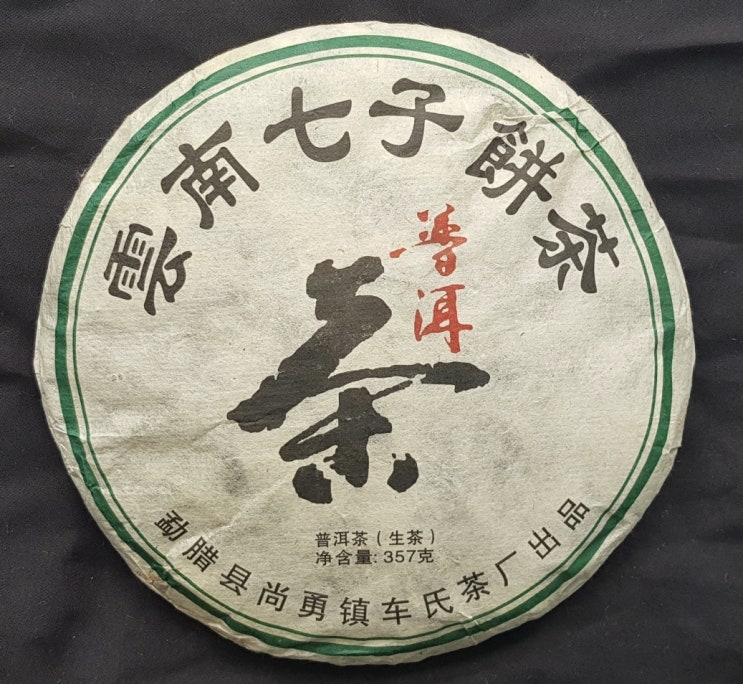 雲南七子餅茶
普洱
茶
普洱茶（生茶）
净含量: 357克
勐腊县尚勇镇车氏茶厂出品